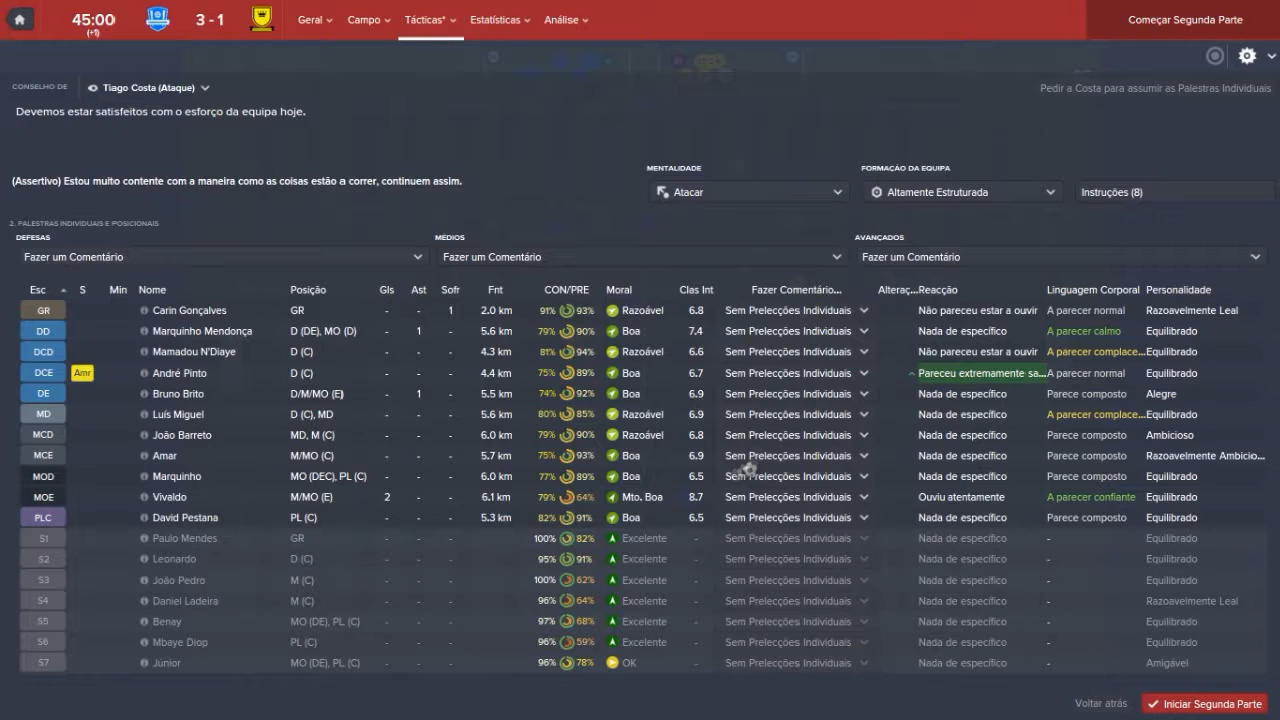 45:00 3 - 1 Geral Campo Tácticas* Estatísticas Análise Começar Segunda Parte
(+1)
CONSELHO DE Tiago Costa (Ataque) Pedir a Costa para assumir as Palestras Individuais
Devemos estar satisfeitos com o esforço da equipa hoje.
MENTALIDADE FORMAÇÃO DA EQUIPA
(Assertivo) Estou muito contente com a maneira como as coisas estão a correr, continuem assim. Atacar Altamente Estruturada Instruções (8)
2. PALESTRAS INDIVIDUAIS E POSICIONAIS
DEFESAS MÉDIOS AVANÇADOS
Fazer um Comentário Fazer um Comentário Fazer um Comentário
Esc S Min Nome Posição Gls Ast Sofr Fnt CON/PRE Moral Clas Int Fazer Comentário... Alteraç... Reacção Linguagem Corporal Personalidade
GR Carin Gonçalves GR - - 1 2.0 km 91% 93% Razoável 6.8 Sem Prelecções Individuais Não pareceu estar a ouvir A parecer normal Razoavelmente Leal
DD Marquinho Mendonça D (DE), MO (D) - 1 - 5.6 km 79% 90% Boa 7.4 Sem Prelecções Individuais Nada de específico A parecer calmo Equilibrado
DCD Mamadou N'Diaye D (C) - - - 4.3 km 81% 94% Razoável 6.6 Sem Prelecções Individuais Não pareceu estar a ouvir A parecer complace... Equilibrado
DCE Amr André Pinto D (C) - - - 4.4 km 75% 89% Boa 6.7 Sem Prelecções Individuais Pareceu extremamente sa... A parecer normal Equilibrado
DE Bruno Brito D/M/MO (E) - 1 - 5.5 km 74% 92% Boa 6.9 Sem Prelecções Individuais Nada de específico Parece composto Alegre
MD Luís Miguel D (C), MD - - - 5.6 km 80% 85% Razoável 6.9 Sem Prelecções Individuais Nada de específico A parecer complace... Equilibrado
MCD João Barreto MD, M (C) - - - 6.0 km 79% 90% Razoável 6.8 Sem Prelecções Individuais Nada de específico Parece composto Ambicioso
MCE Amar M/MO (C) - - - 5.7 km 75% 93% Boa 6.9 Sem Prelecções Individuais Nada de específico Parece composto Razoavelmente Ambicio...
MOD Marquinho MO (DEC), PL (C) - - - 6.0 km 77% 89% Boa 6.5 Sem Prelecções Individuais Nada de específico Parece composto Equilibrado
MOE Vivaldo M/MO (E) 2 - - 6.1 km 79% 64% Mto. Boa 8.7 Sem Prelecções Individuais Ouviu atentamente A parecer confiante Equilibrado
PLC David Pestana PL (C) - - - 5.3 km 82% 91% Boa 6.5 Sem Prelecções Individuais Nada de específico Parece composto Equilibrado
S1 Paulo Mendes GR 100% 82% Excelente - Sem Prelecções Individuais Nada de específico - Equilibrado
S2 Leonardo D (C) 95% 91% Excelente - Sem Prelecções Individuais Nada de específico - Equilibrado
S3 João Pedro M (C) 100% 62% Excelente - Sem Prelecções Individuais Nada de específico - Equilibrado
S4 Daniel Ladeira M (C) 96% 64% Excelente - Sem Prelecções Individuais Nada de específico - Razoavelmente Leal
S5 Benay MO (DE), PL (C) 97% 68% Excelente - Sem Prelecções Individuais Nada de específico - Equilibrado
S6 Mbaye Diop PL (C) 96% 59% Excelente - Sem Prelecções Individuais Nada de específico - Equilibrado
S7 Júnior MO (DE), PL (C) 96% 78% OK - Sem Prelecções Individuais Nada de específico - Amigável
Voltar atrás Iniciar Segunda Parte